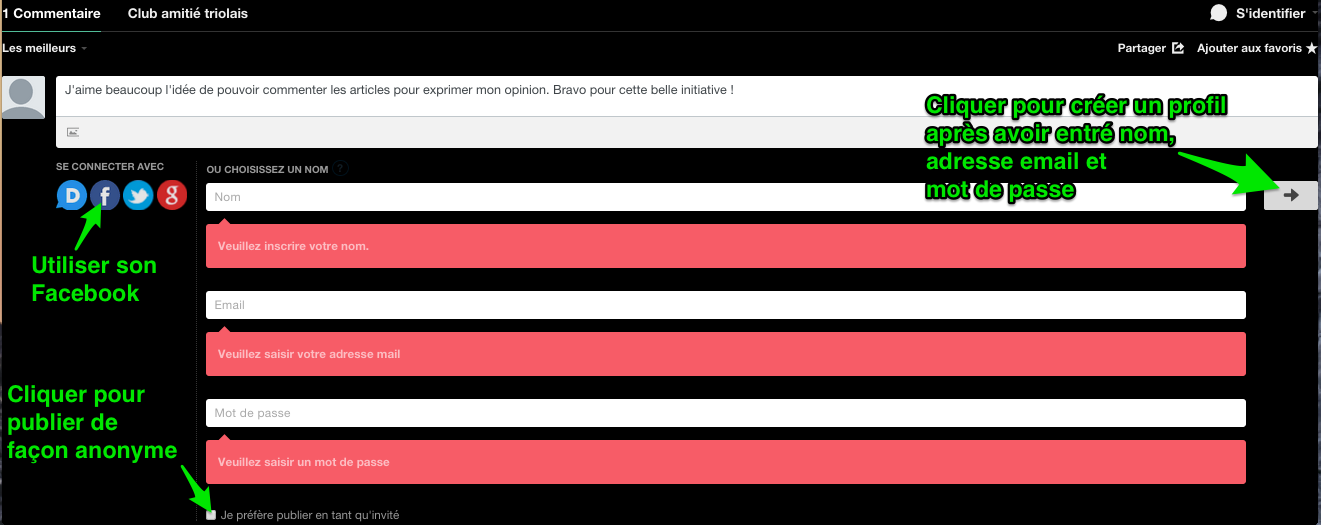 1 Commentaire
Club amitié triolais
S'identifier
Les meilleurs
Partager
Ajouter aux favoris
J'aime beaucoup l'idée de pouvoir commenter les articles pour exprimer mon opinion. Bravo pour cette belle initiative !
Cliquer pour créer un profil
après avoir entré nom,
adresse email et
mot de passe
SE CONNECTER AVEC
D f g
Utiliser son
Facebook
OU CHOISISSEZ UN NOM ?
Nom
Veuillez inscrire votre nom.
Email
Veuillez saisir votre adresse mail
Cliquer pour
publier de
façon anonyme
Mot de passe
Veuillez saisir un mot de passe
Je préfère publier en tant qu'invité